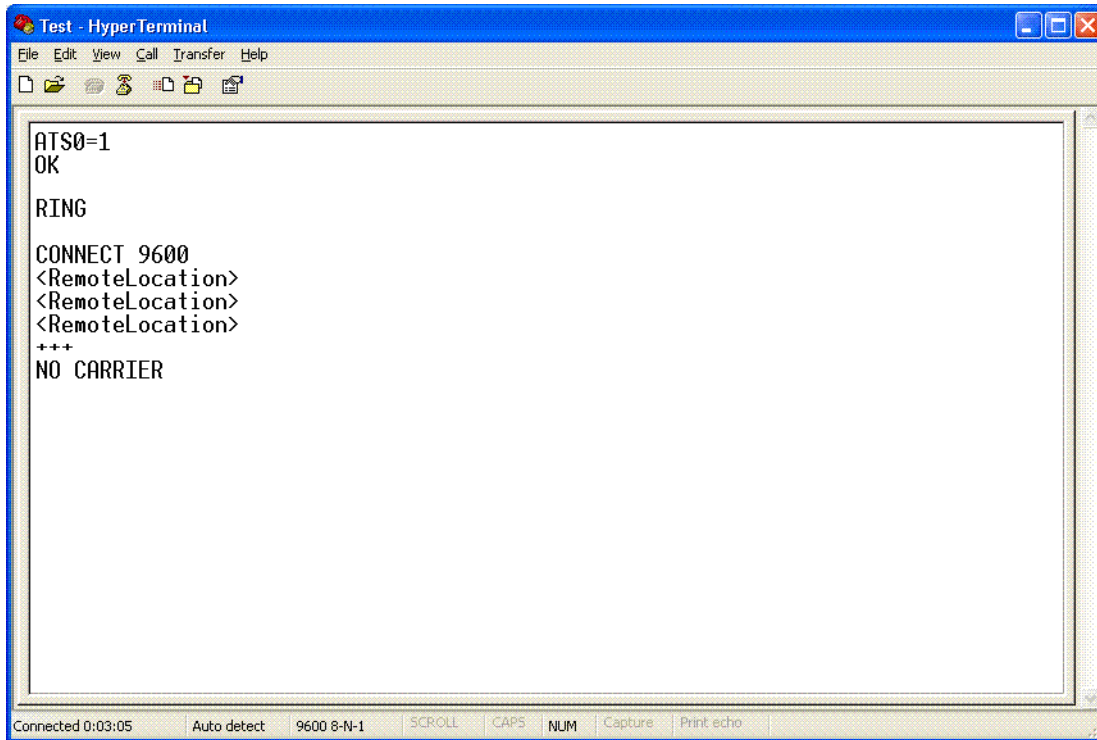 Test - HyperTerminal
File Edit View Call Transfer Help
ATS0=1
OK
RING
CONNECT 9600
<RemoteLocation>
<RemoteLocation>
<RemoteLocation>
+++
NO CARRIER
Connected 0:03:05 Auto detect 9600 8-N-1 SCROLL CAPS NUM Capture Print echo